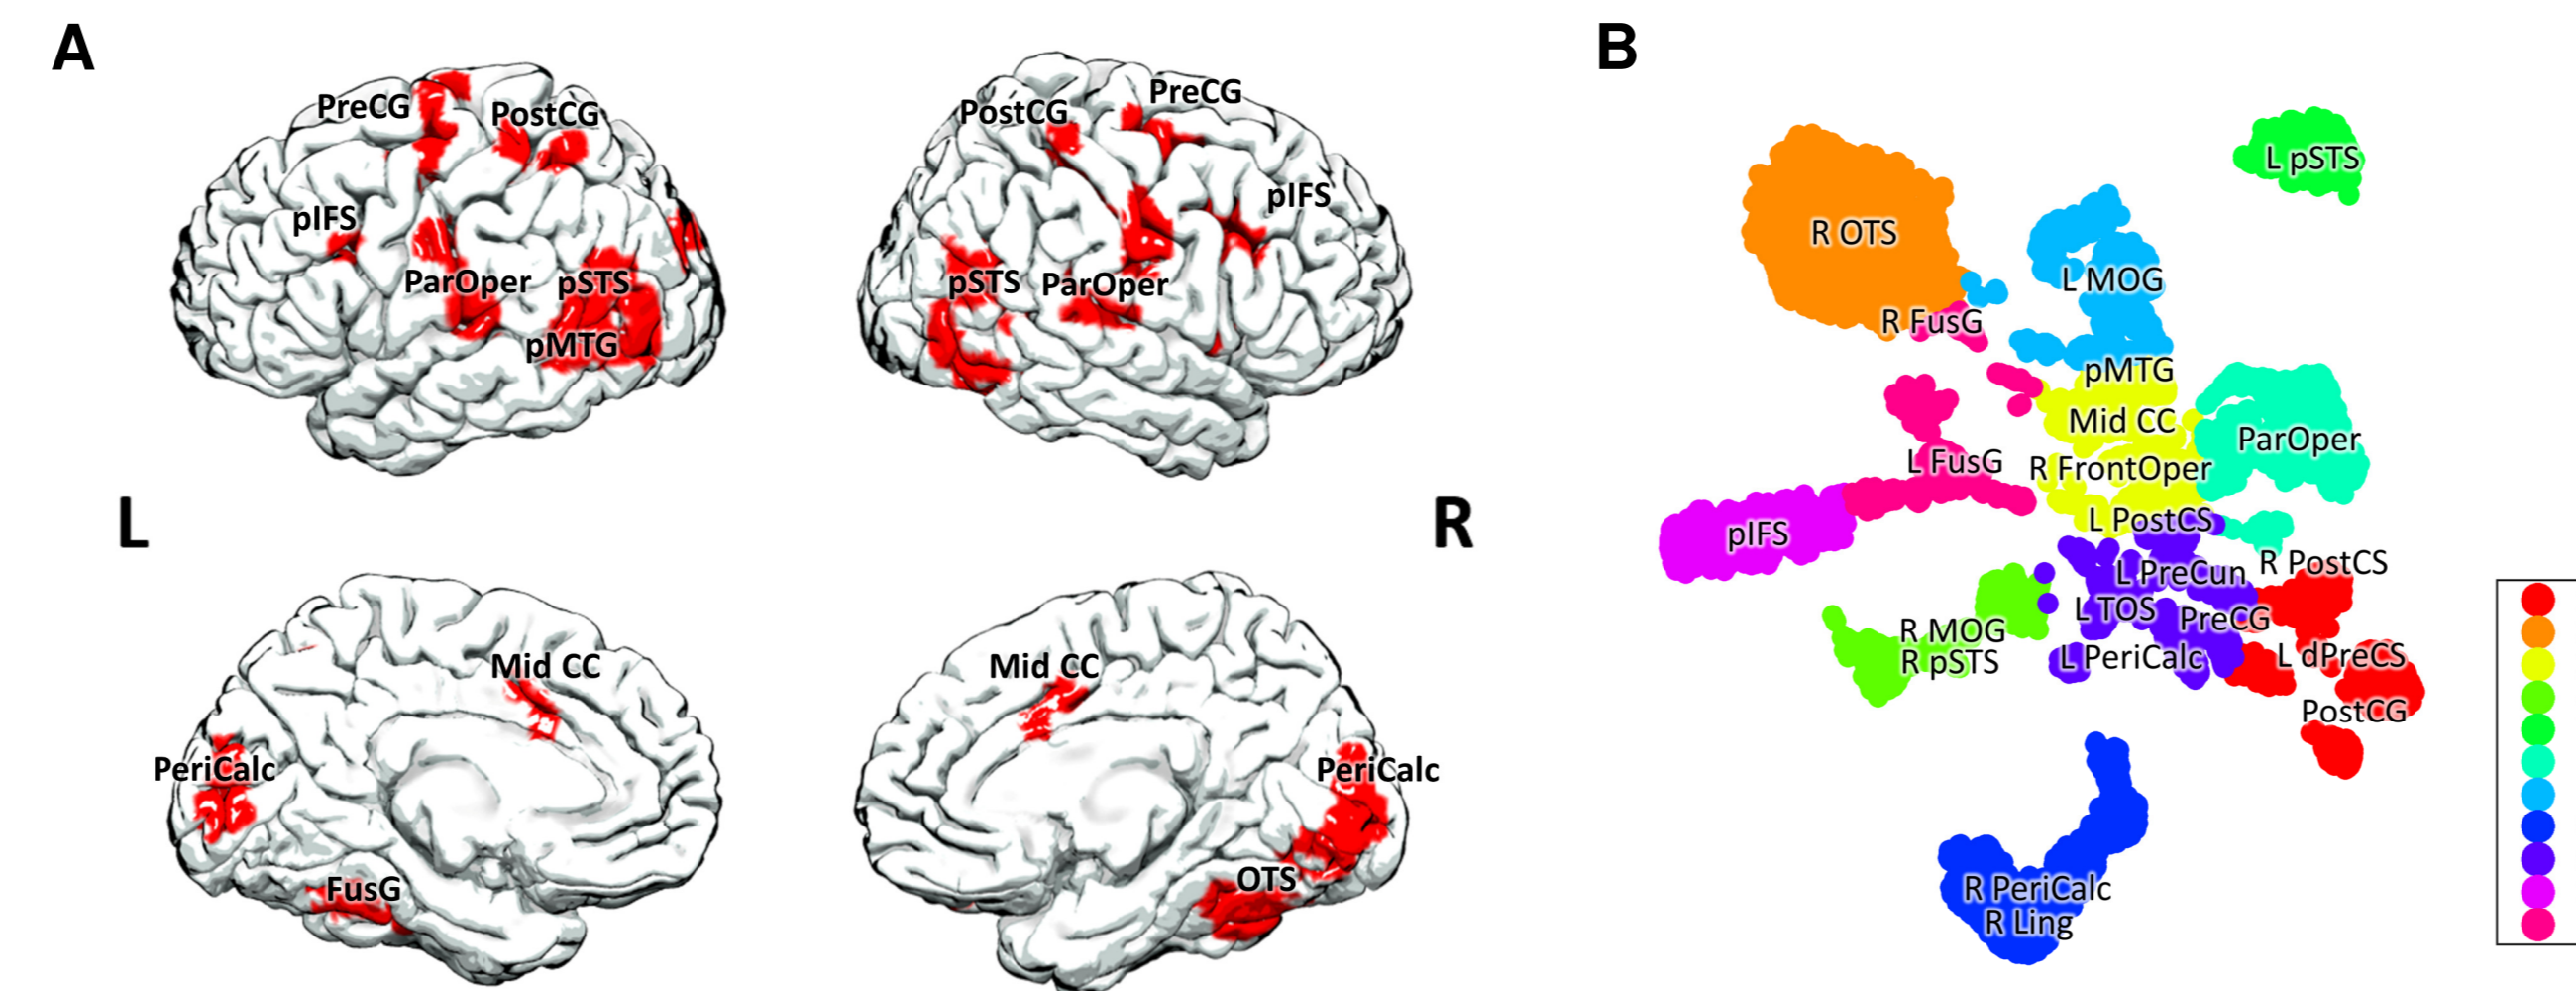 A
PreCG
PostCG
pIFS
ParOper
pSTS
pMTG
PostCG
PreCG
pIFS
pSTS
ParOper
L
R
Mid CC
PeriCalc
FusG
Mid CC
PeriCalc
OTS
B
L pSTS
R OTS
L MOG
R FusG
pMTG
Mid CC
ParOper
L FusG
R FrontOper
pIFS
L PostCS
R PostCS
L PreCun
L TOS
PreCG
R MOG
R pSTS
L PeriCalc
L dPreCS
PostCG
R PeriCalc
R Ling